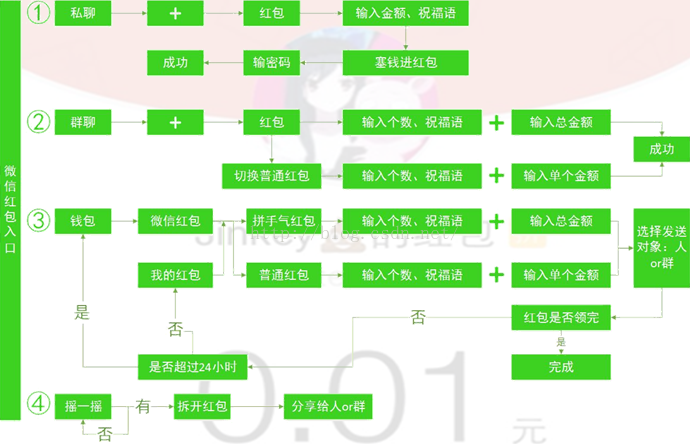 微信红包入口
① 私聊 + 红包 输入金额、祝福语
成功 输密码 塞钱进红包
② 群聊 + 红包 输入个数、祝福语 + 输入总金额
成功
切换普通红包 输入个数、祝福语 + 输入单个金额
③ 钱包 微信红包 拼手气红包 输入个数、祝福语 + 输入总金额
选择发送
对象：人
or群
http://blog.csdn.net/
的红包
我的红包 普通红包 输入个数、祝福语 + 输入单个金额
是 否 否 红包是否领完
是
是否超过24小时 完成
④ 摇一摇 有 拆开红包 分享给人or群
否
0.01 元